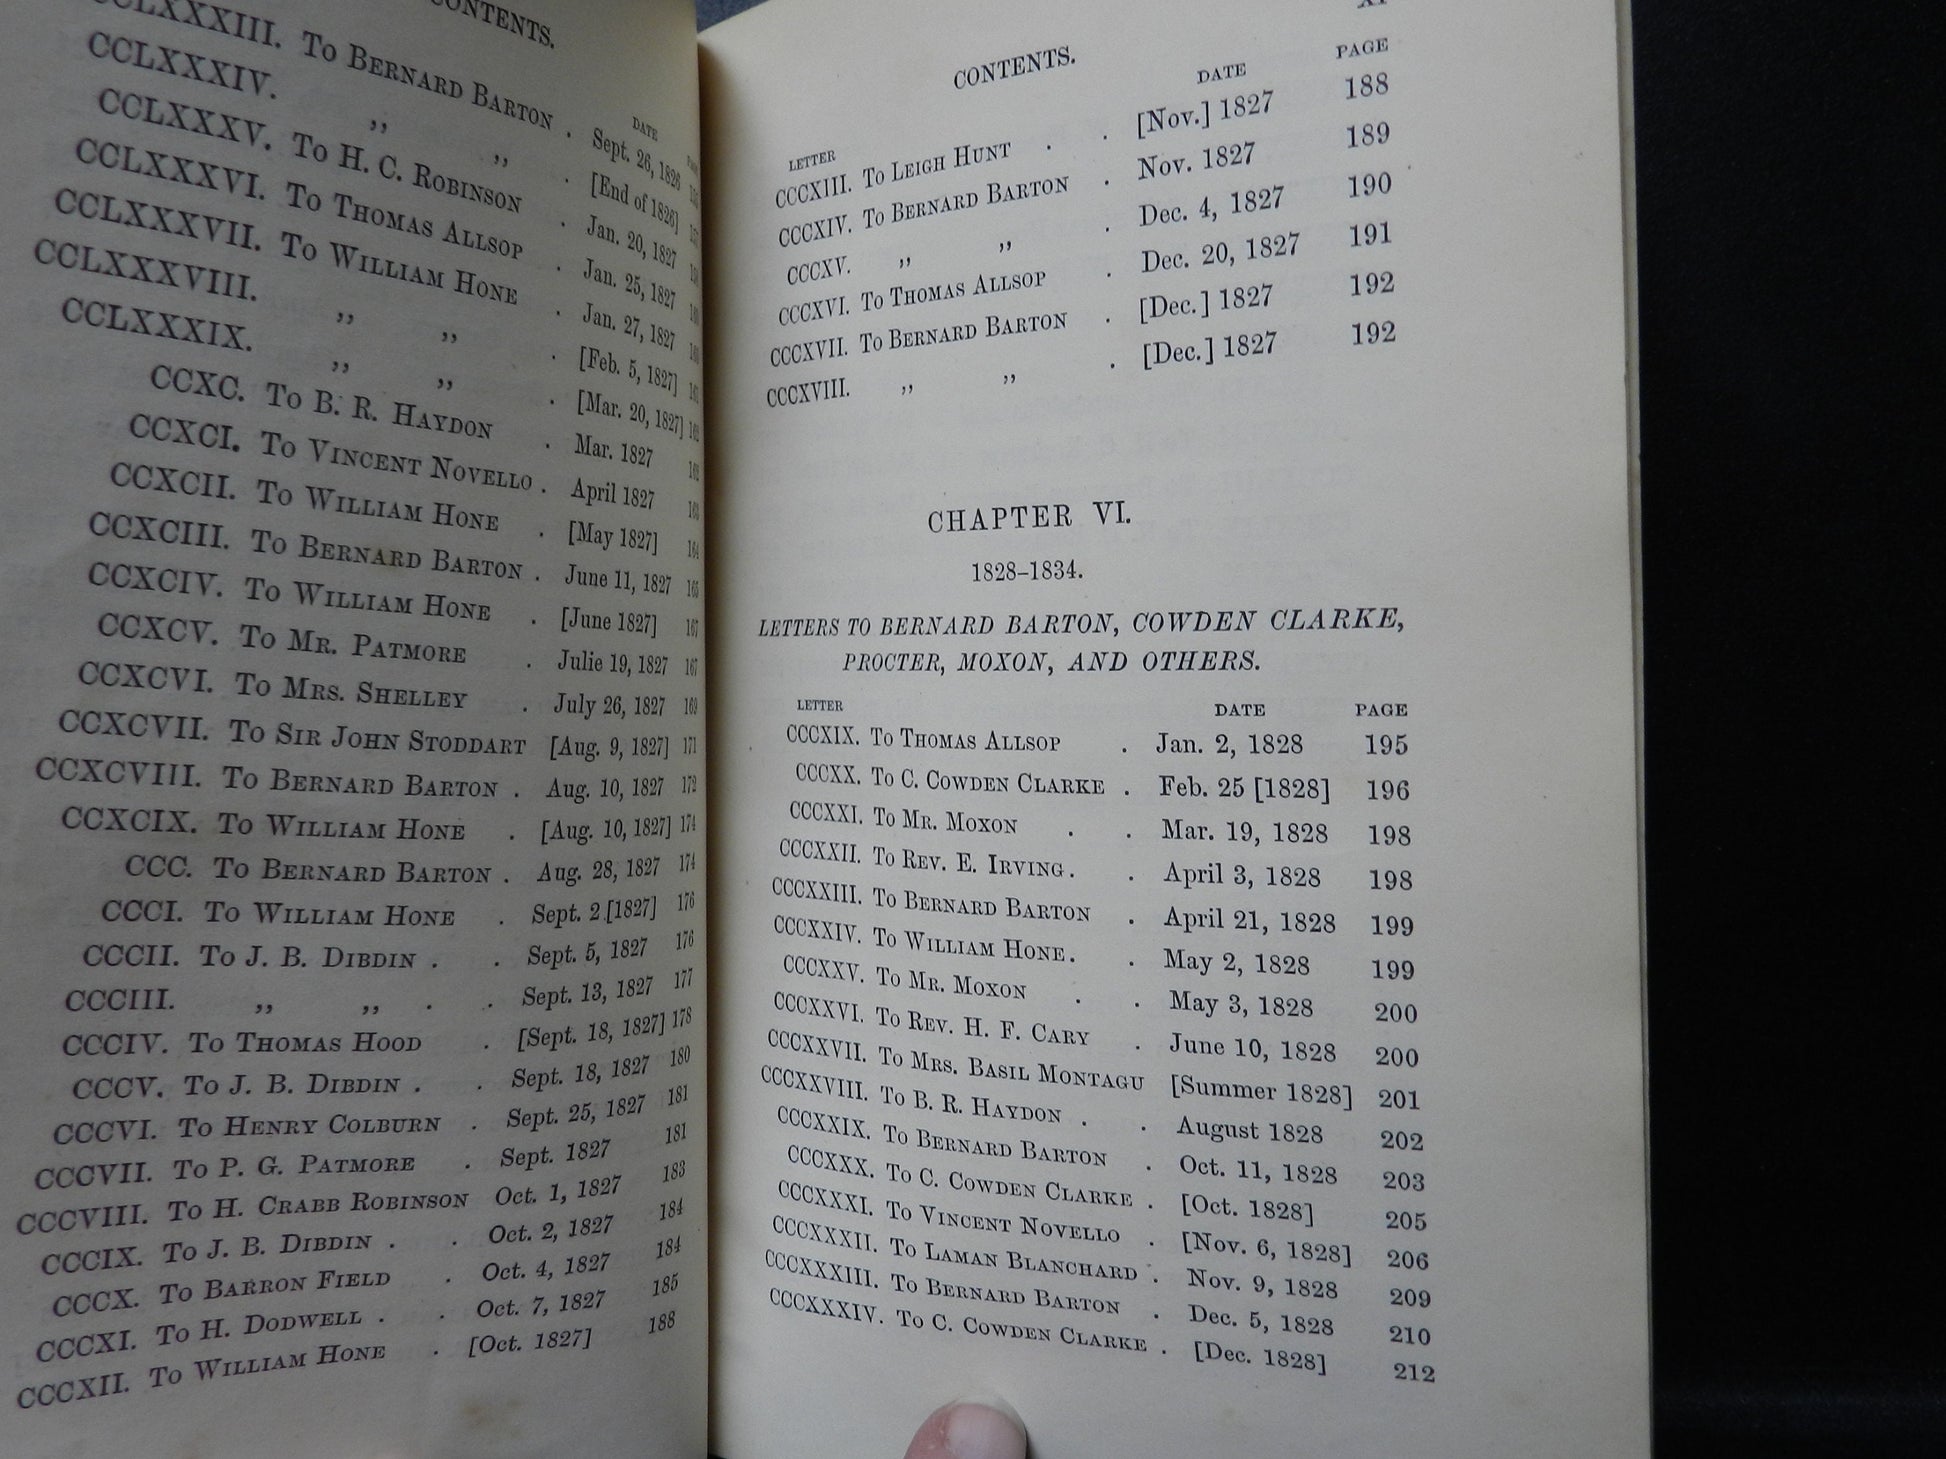 CONTENTS.
DATE
CCLXXXIII. To Bernard Barton . Sept. 26, 1826
CCLXXXIV. ,, ,, . [End of 1826]
CCLXXXV. To H. C. Robinson . Jan. 20, 1827
CCLXXXVI. To Thomas Allsop . Jan. 25, 1827
CCLXXXVII. To William Hone . Jan. 27, 1827
CCLXXXVIII. ,, ,, . [Feb. 5, 1827]
CCLXXXIX. ,, ,, . [Mar. 20, 1827] 162
CCXC. To B. R. Haydon . Mar. 1827
CCXCI. To Vincent Novello . April 1827 163
CCXCII. To William Hone . [May 1827] 164
CCXCIII. To Bernard Barton . June 11, 1827 165
CCXCIV. To William Hone . [June 1827] 167
CCXCV. To Mr. Patmore . Julie 19, 1827 167
CCXCVI. To Mrs. Shelley . July 26, 1827 169
CCXCVII. To Sir John Stoddart [Aug. 9, 1827] 171
CCXCVIII. To Bernard Barton . Aug. 10, 1827 172
CCXCIX. To William Hone . [Aug. 10, 1827] 174
CCC. To Bernard Barton . Aug. 28, 1827 174
CCCI. To William Hone . Sept. 2 [1827] 176
CCCII. To J. B. Dibdin . . Sept. 5, 1827 176
CCCIII. ,, ,, . . Sept. 13, 1827 177
CCCIV. To Thomas Hood . [Sept. 18, 1827] 178
CCCV. To J. B. Dibdin . . Sept. 18, 1827 180
CCCVI. To Henry Colburn . Sept. 25, 1827 181
CCCVII. To P. G. Patmore . Sept. 1827 181
CCCVIII. To H. Crabb Robinson Oct. 1, 1827 183
CCCIX. To J. B. Dibdin . . Oct. 2, 1827 184
CCCX. To Barron Field . Oct. 4, 1827 184
CCCXI. To H. Dodwell . . Oct. 7, 1827 185
CCCXII. To William Hone . [Oct. 1827] 188
CONTENTS. xi
LETTER DATE PAGE
CCCXIII. To Leigh Hunt . . [Nov.] 1827 188
CCCXIV. To Bernard Barton . Nov. 1827 189
CCCXV. ,, ,, . Dec. 4, 1827 190
CCCXVI. To Thomas Allsop . Dec. 20, 1827 191
CCCXVII. To Bernard Barton . [Dec.] 1827 192
CCCXVIII. ,, ,, . [Dec.] 1827 192
CHAPTER VI.
1828–1834.
LETTERS TO BERNARD BARTON, COWDEN CLARKE,
PROCTER, MOXON, AND OTHERS.
LETTER DATE PAGE
CCCXIX. To Thomas Allsop . Jan. 2, 1828 195
CCCXX. To C. Cowden Clarke . Feb. 25 [1828] 196
CCCXXI. To Mr. Moxon . . Mar. 19, 1828 198
CCCXXII. To Rev. E. Irving . . April 3, 1828 198
CCCXXIII. To Bernard Barton . April 21, 1828 199
CCCXXIV. To William Hone . . May 2, 1828 199
CCCXXV. To Mr. Moxon . . May 3, 1828 200
CCCXXVI. To Rev. H. F. Cary . June 10, 1828 200
CCCXXVII. To Mrs. Basil Montagu [Summer 1828] 201
CCCXXVIII. To B. R. Haydon . . August 1828 202
CCCXXIX. To Bernard Barton . Oct. 11, 1828 203
CCCXXX. To C. Cowden Clarke . [Oct. 1828] 205
CCCXXXI. To Vincent Novello . [Nov. 6, 1828] 206
CCCXXXII. To Laman Blanchard . Nov. 9, 1828 209
CCCXXXIII. To Bernard Barton . Dec. 5, 1828 210
CCCXXXIV. To C. Cowden Clarke . [Dec. 1828] 212